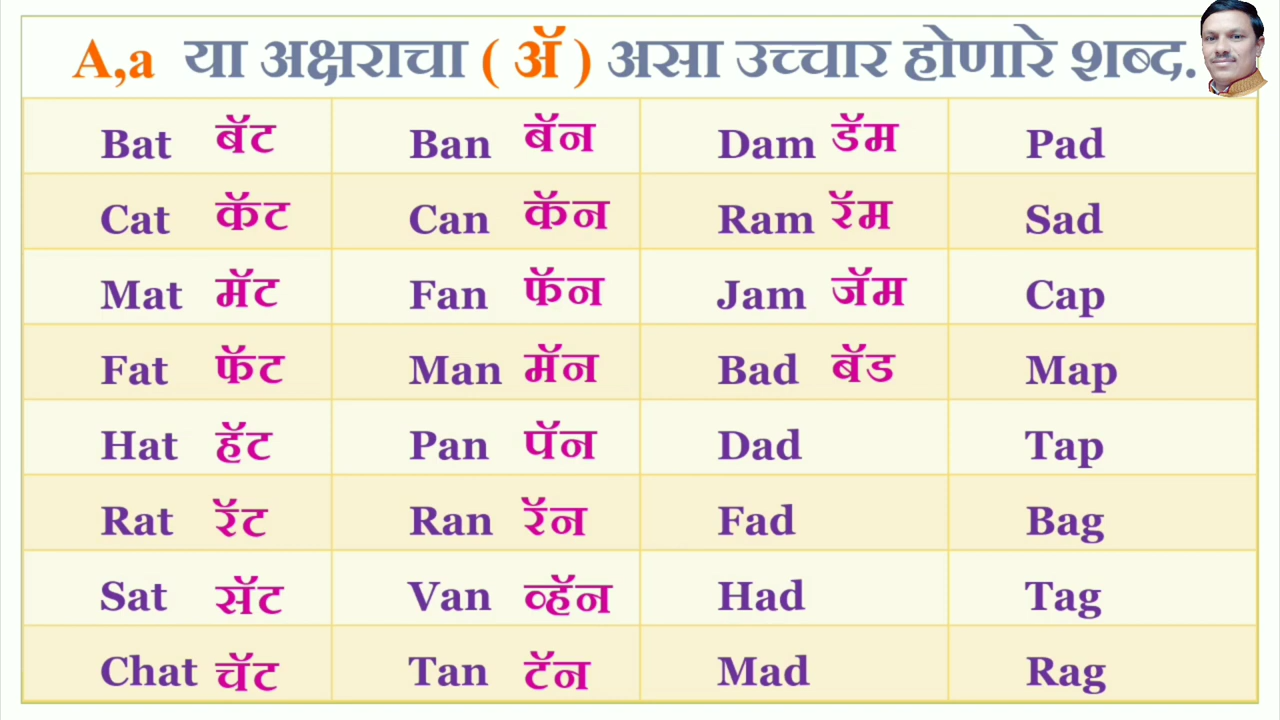 A,a या अक्षराचा ( ॲ ) असा उच्चार होणारे शब्द.
Bat बॅट Ban बॅन Dam डॅम Pad
Cat कॅट Can कॅन Ram रॅम Sad
Mat मॅट Fan फॅन Jam जॅम Cap
Fat फॅट Man मॅन Bad बॅड Map
Hat हॅट Pan पॅन Dad Tap
Rat रॅट Ran रॅन Fad Bag
Sat सॅट Van व्हॅन Had Tag
Chat चॅट Tan टॅन Mad Rag